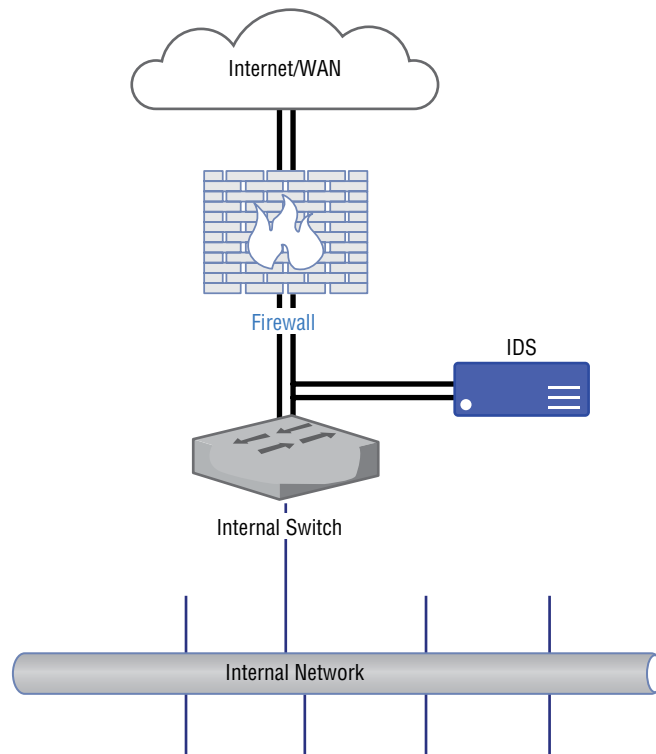 Internet/WAN
Firewall
IDS
Internal Switch
Internal Network